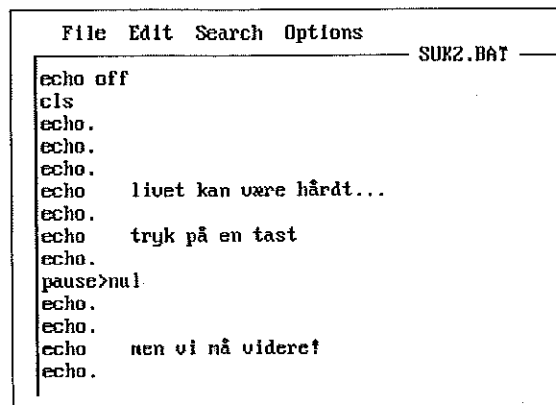 File Edit Search Options
SUK2.BAT
echo off
cls
echo.
echo.
echo.
echo livet kan være hårdt...
echo.
echo tryk på en tast
echo.
pause>nul
echo.
echo.
echo men vi må videre!
echo.